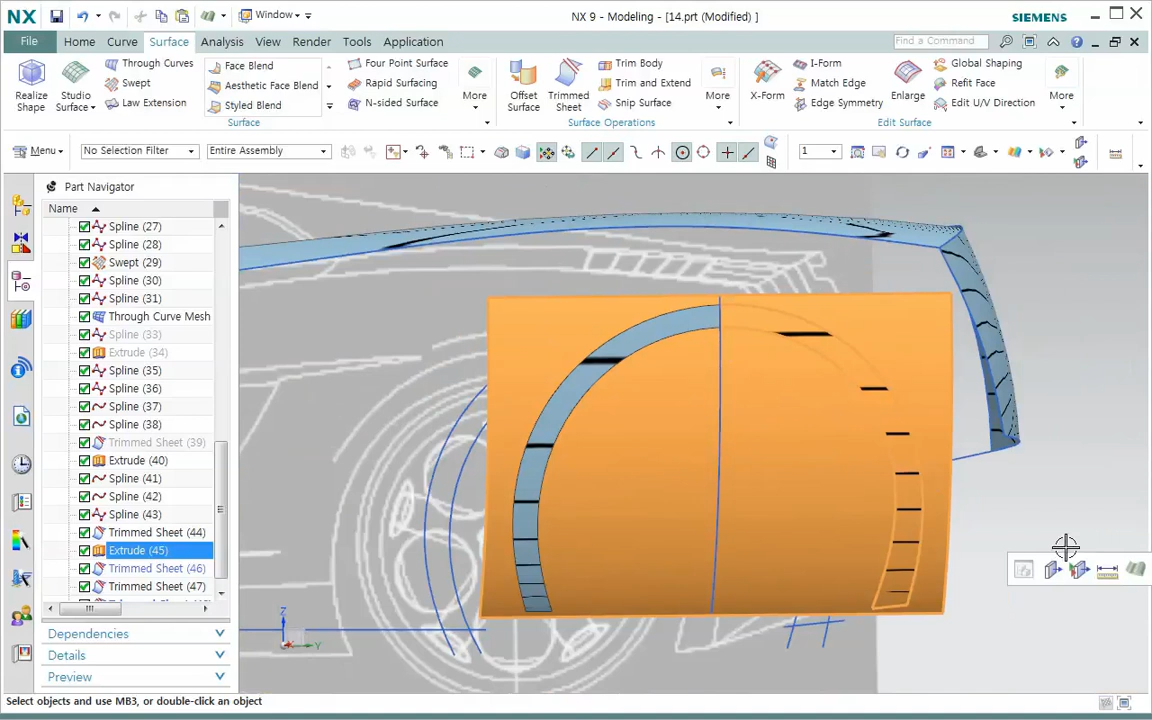 NX
Window
NX 9 - Modeling - [14.prt (Modified) ]
SIEMENS
File
Home
Curve
Surface
Analysis
View
Render
Tools
Application
Find a Command
Realize Shape
Studio Surface
Through Curves
Swept
Law Extension
Face Blend
Aesthetic Face Blend
Styled Blend
Four Point Surface
Rapid Surfacing
N-sided Surface
More
Surface
Offset Surface
Trimmed Sheet
Trim Body
Trim and Extend
Snip Surface
More
Surface Operations
X-Form
I-Form
Match Edge
Edge Symmetry
Enlarge
Global Shaping
Refit Face
Edit U/V Direction
More
Edit Surface
Menu
No Selection Filter
Entire Assembly
1
Part Navigator
Name
Spline (27)
Spline (28)
Swept (29)
Spline (30)
Spline (31)
Through Curve Mesh
Spline (33)
Extrude (34)
Spline (35)
Spline (36)
Spline (37)
Spline (38)
Trimmed Sheet (39)
Extrude (40)
Spline (41)
Spline (42)
Spline (43)
Trimmed Sheet (44)
Extrude (45)
Trimmed Sheet (46)
Trimmed Sheet (47)
Dependencies
Details
Preview
Z
Y
Select objects and use MB3, or double-click an object